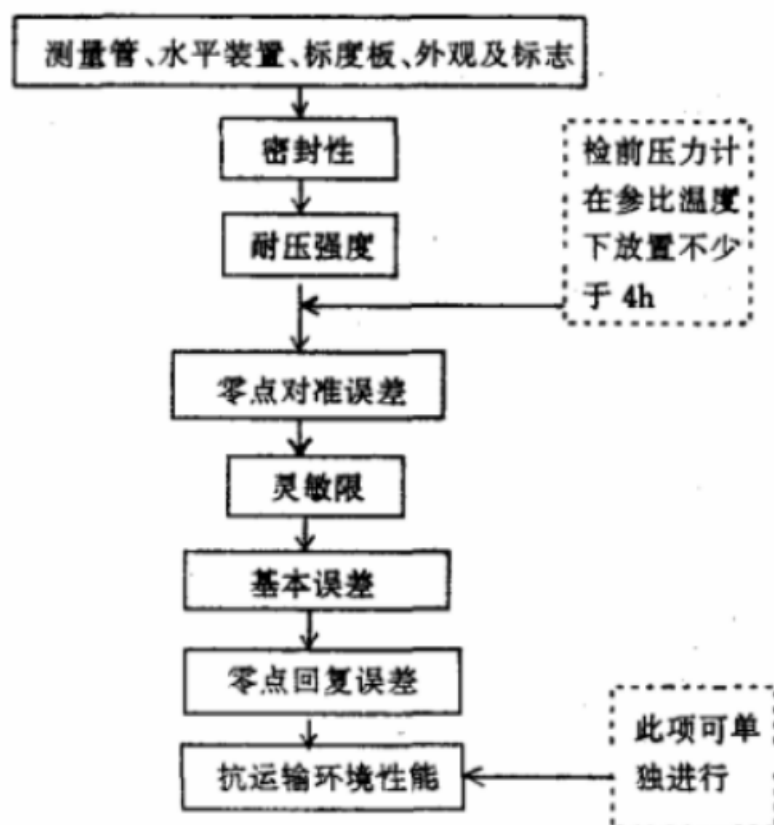 测量管、水平装置、标度板、外观及标志
密封性
检前压力计
在参比温度
下放置不少
于 4h
耐压强度
零点对准误差
灵敏限
基本误差
零点回复误差
抗运输环境性能
此项可单
独进行